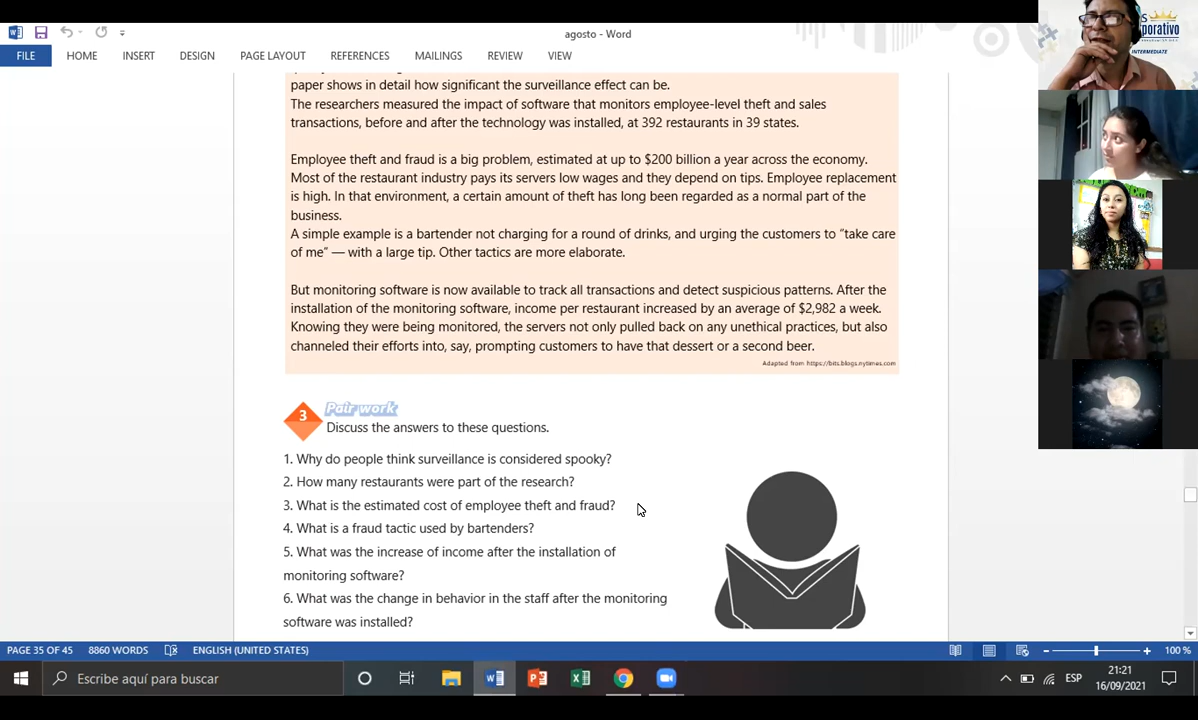 agosto - Word
FILE HOME INSERT DESIGN PAGE LAYOUT REFERENCES MAILINGS REVIEW VIEW
S
porativo
INTERMEDIATE
paper shows in detail how significant the surveillance effect can be.
The researchers measured the impact of software that monitors employee-level theft and sales
transactions, before and after the technology was installed, at 392 restaurants in 39 states.
Employee theft and fraud is a big problem, estimated at up to $200 billion a year across the economy.
Most of the restaurant industry pays its servers low wages and they depend on tips. Employee replacement
is high. In that environment, a certain amount of theft has long been regarded as a normal part of the
business.
A simple example is a bartender not charging for a round of drinks, and urging the customers to “take care
of me” — with a large tip. Other tactics are more elaborate.
But monitoring software is now available to track all transactions and detect suspicious patterns. After the
installation of the monitoring software, income per restaurant increased by an average of $2,982 a week.
Knowing they were being monitored, the servers not only pulled back on any unethical practices, but also
channeled their efforts into, say, prompting customers to have that dessert or a second beer.
Adapted from https://bits.blogs.nytimes.com
3 Pair work
Discuss the answers to these questions.
1. Why do people think surveillance is considered spooky?
2. How many restaurants were part of the research?
3. What is the estimated cost of employee theft and fraud?
4. What is a fraud tactic used by bartenders?
5. What was the increase of income after the installation of
monitoring software?
6. What was the change in behavior in the staff after the monitoring
software was installed?
PAGE 35 OF 45 8860 WORDS ENGLISH (UNITED STATES) 100 %
Escribe aquí para buscar
ESP
21:21
16/09/2021